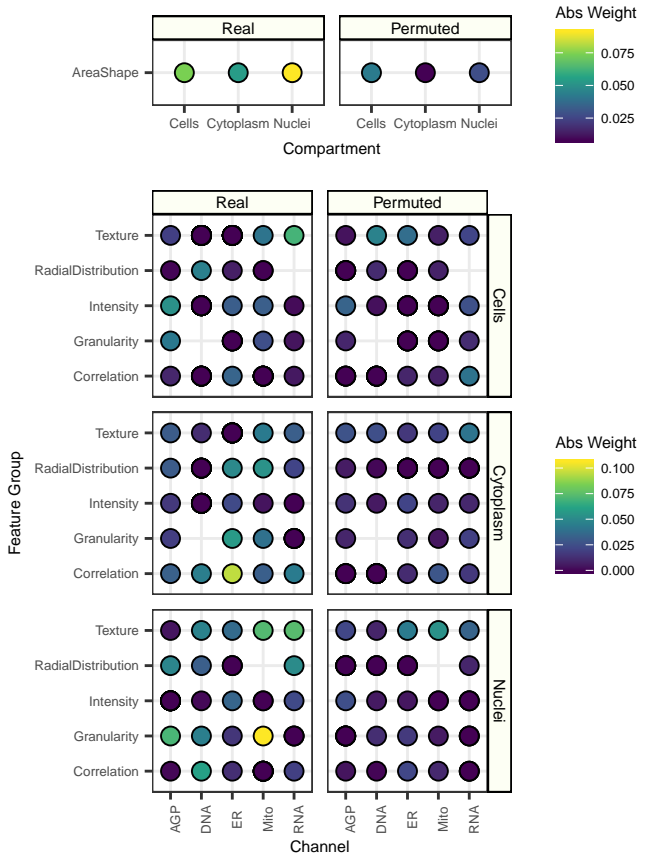 Real Permuted
AreaShape
Cells Cytoplasm Nuclei Cells Cytoplasm Nuclei
Compartment
Abs Weight
0.075
0.050
0.025
Real Permuted
Feature Group
Texture
RadialDistribution
Intensity
Granularity
Correlation
Cells
Texture
RadialDistribution
Intensity
Granularity
Correlation
Cytoplasm
Texture
RadialDistribution
Intensity
Granularity
Correlation
Nuclei
AGP DNA ER Mito RNA AGP DNA ER Mito RNA
Channel
Abs Weight
0.100
0.075
0.050
0.025
0.000